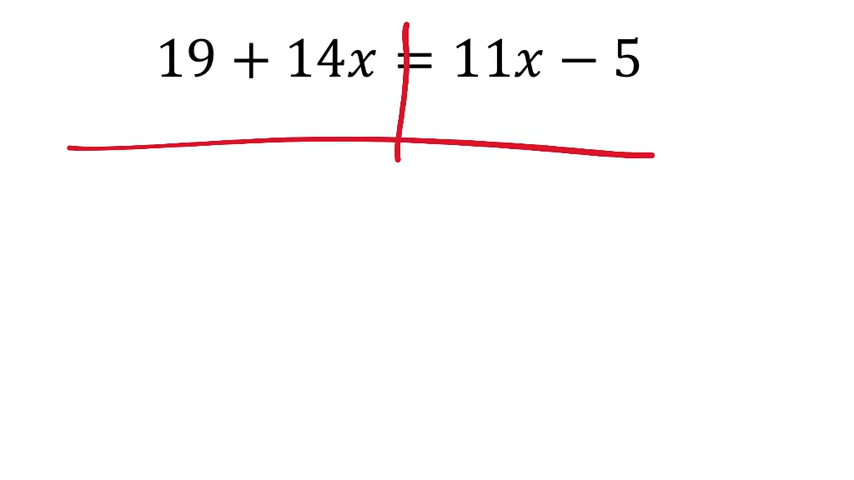 19 + 14𝑥 = 11𝑥 − 5